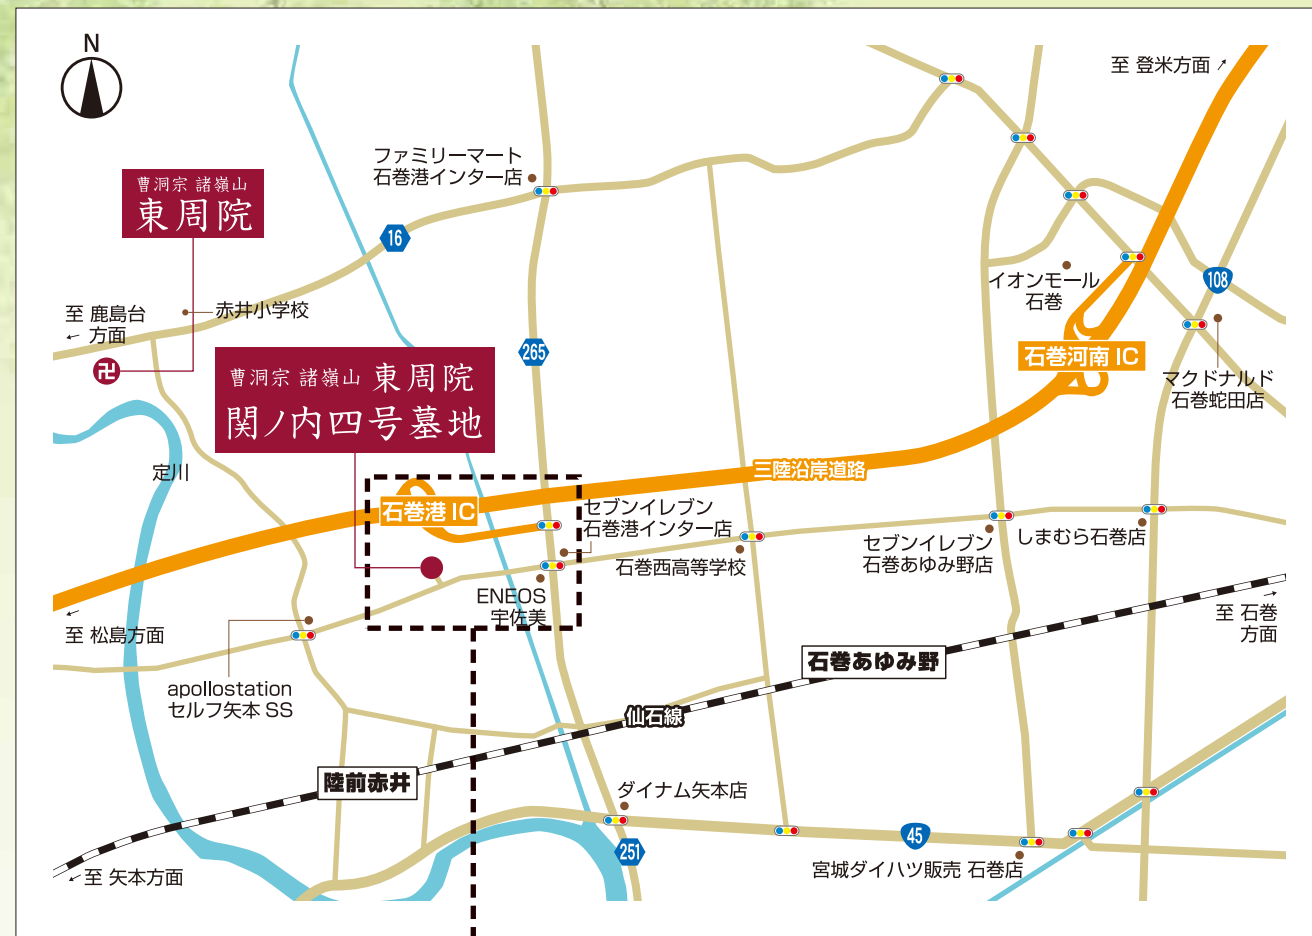 N
至 登米方面
ファミリーマート
石巻港インター店
曹洞宗 諸嶺山
東周院
16
イオンモール
石巻
108
至 鹿島台
方面
赤井小学校
265
石巻河南 IC
曹洞宗 諸嶺山 東周院
関ノ内四号墓地
マクドナルド
石巻蛇田店
定川
三陸沿岸道路
石巻港 IC
セブンイレブン
石巻港インター店
セブンイレブン
石巻あゆみ野店
しまむら石巻店
石巻西高等学校
ENEOS
宇佐美
至 松島方面
至 石巻
方面
石巻あゆみ野
apollostation
セルフ矢本 SS
仙石線
陸前赤井
ダイナム矢本店
45
251
宮城ダイハツ販売 石巻店
至 矢本方面